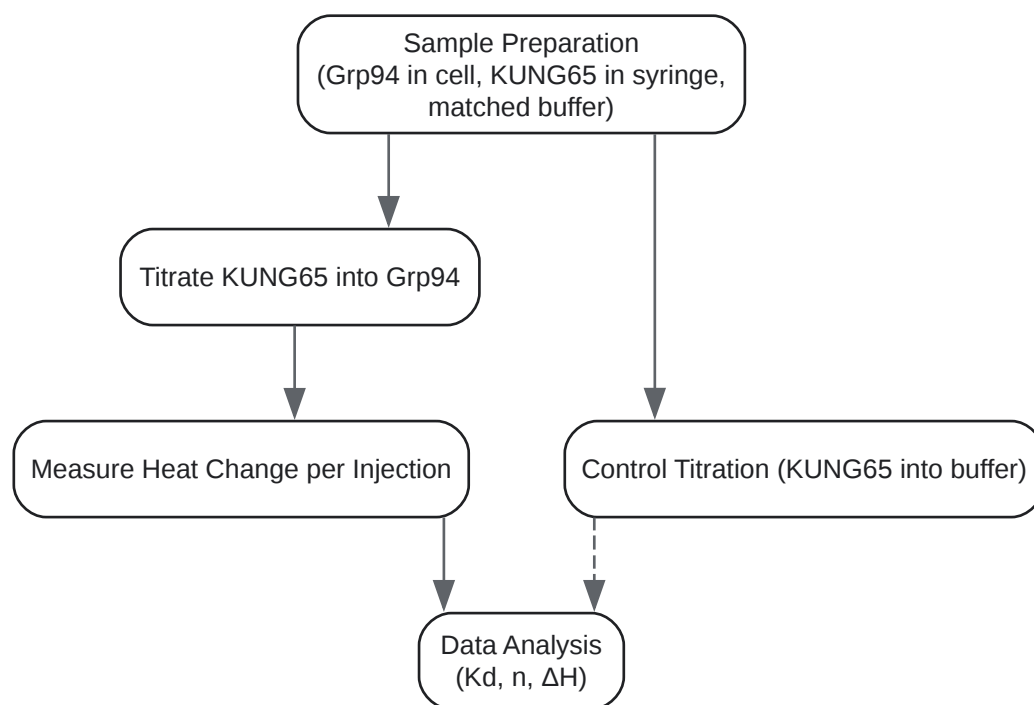 Sample Preparation
(Grp94 in cell, KUNG65 in syringe,
matched buffer)
Titrate KUNG65 into Grp94
Measure Heat Change per Injection
Control Titration (KUNG65 into buffer)
Data Analysis
(Kd, n, ΔH)